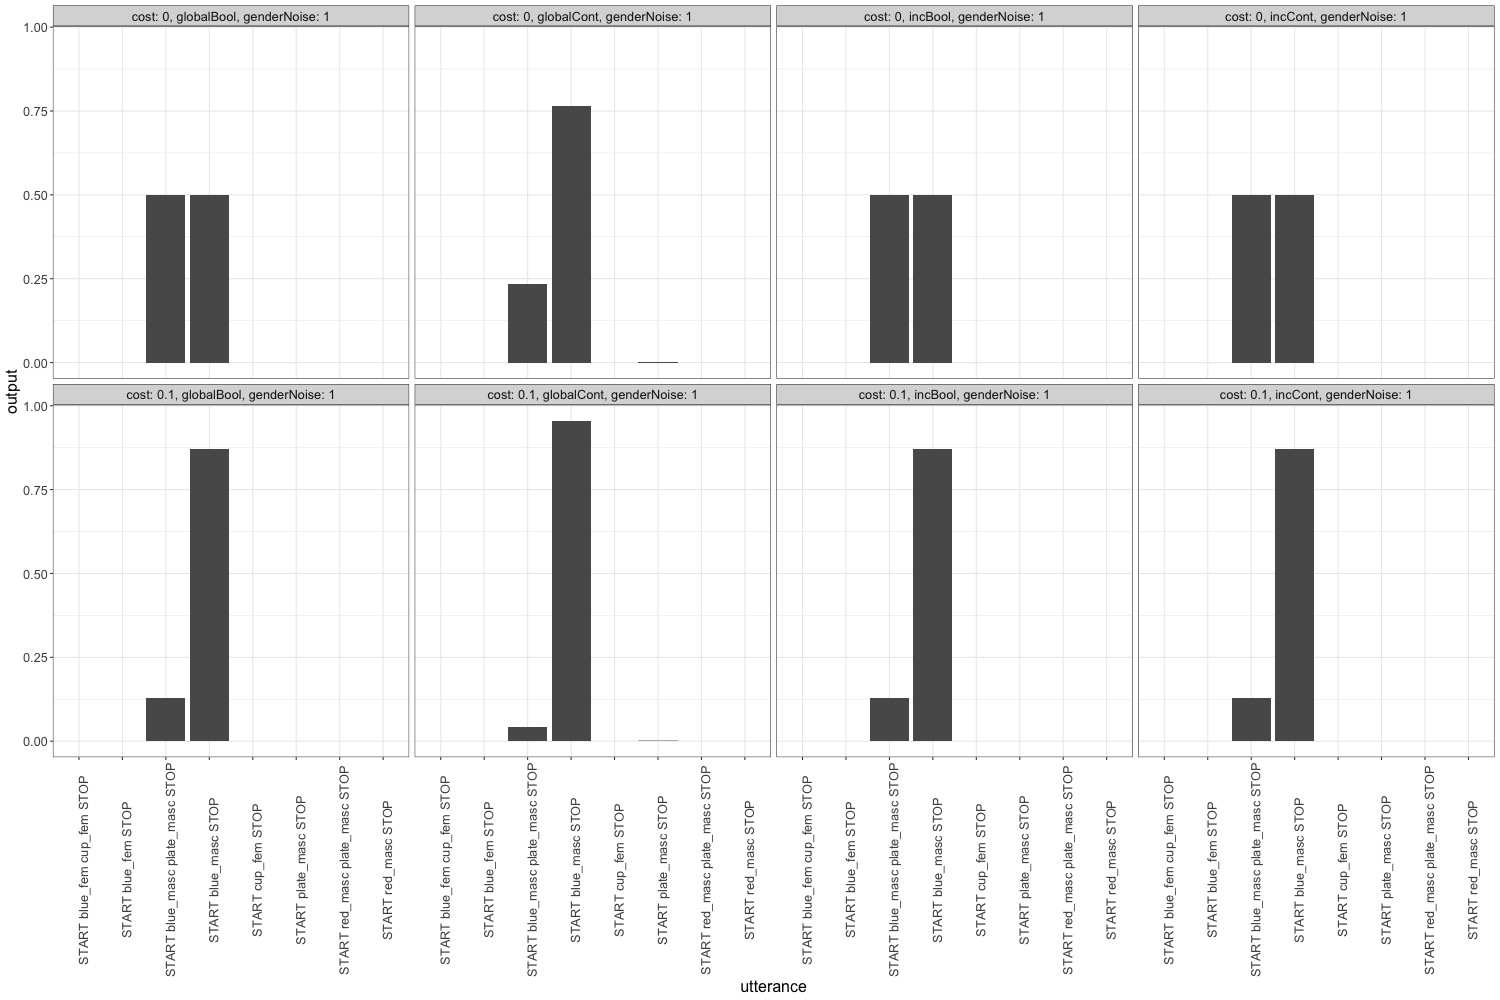 cost: 0, globalBool, genderNoise: 1
cost: 0, globalCont, genderNoise: 1
cost: 0, incBool, genderNoise: 1
cost: 0, incCont, genderNoise: 1
1.00
0.75
0.50
0.25
0.00
output
cost: 0.1, globalBool, genderNoise: 1
cost: 0.1, globalCont, genderNoise: 1
cost: 0.1, incBool, genderNoise: 1
cost: 0.1, incCont, genderNoise: 1
1.00
0.75
0.50
0.25
0.00
START blue_fem cup_fem STOP
START blue_fem STOP
START blue_masc plate_masc STOP
START blue_masc STOP
START cup_fem STOP
START plate_masc STOP
START red_masc plate_masc STOP
START red_masc STOP
START blue_fem cup_fem STOP
START blue_fem STOP
START blue_masc plate_masc STOP
START blue_masc STOP
START cup_fem STOP
START plate_masc STOP
START red_masc plate_masc STOP
START red_masc STOP
START blue_fem cup_fem STOP
START blue_fem STOP
START blue_masc plate_masc STOP
START blue_masc STOP
START cup_fem STOP
START plate_masc STOP
START red_masc plate_masc STOP
START red_masc STOP
START blue_fem cup_fem STOP
START blue_fem STOP
START blue_masc plate_masc STOP
START blue_masc STOP
START cup_fem STOP
START plate_masc STOP
START red_masc plate_masc STOP
START red_masc STOP
utterance